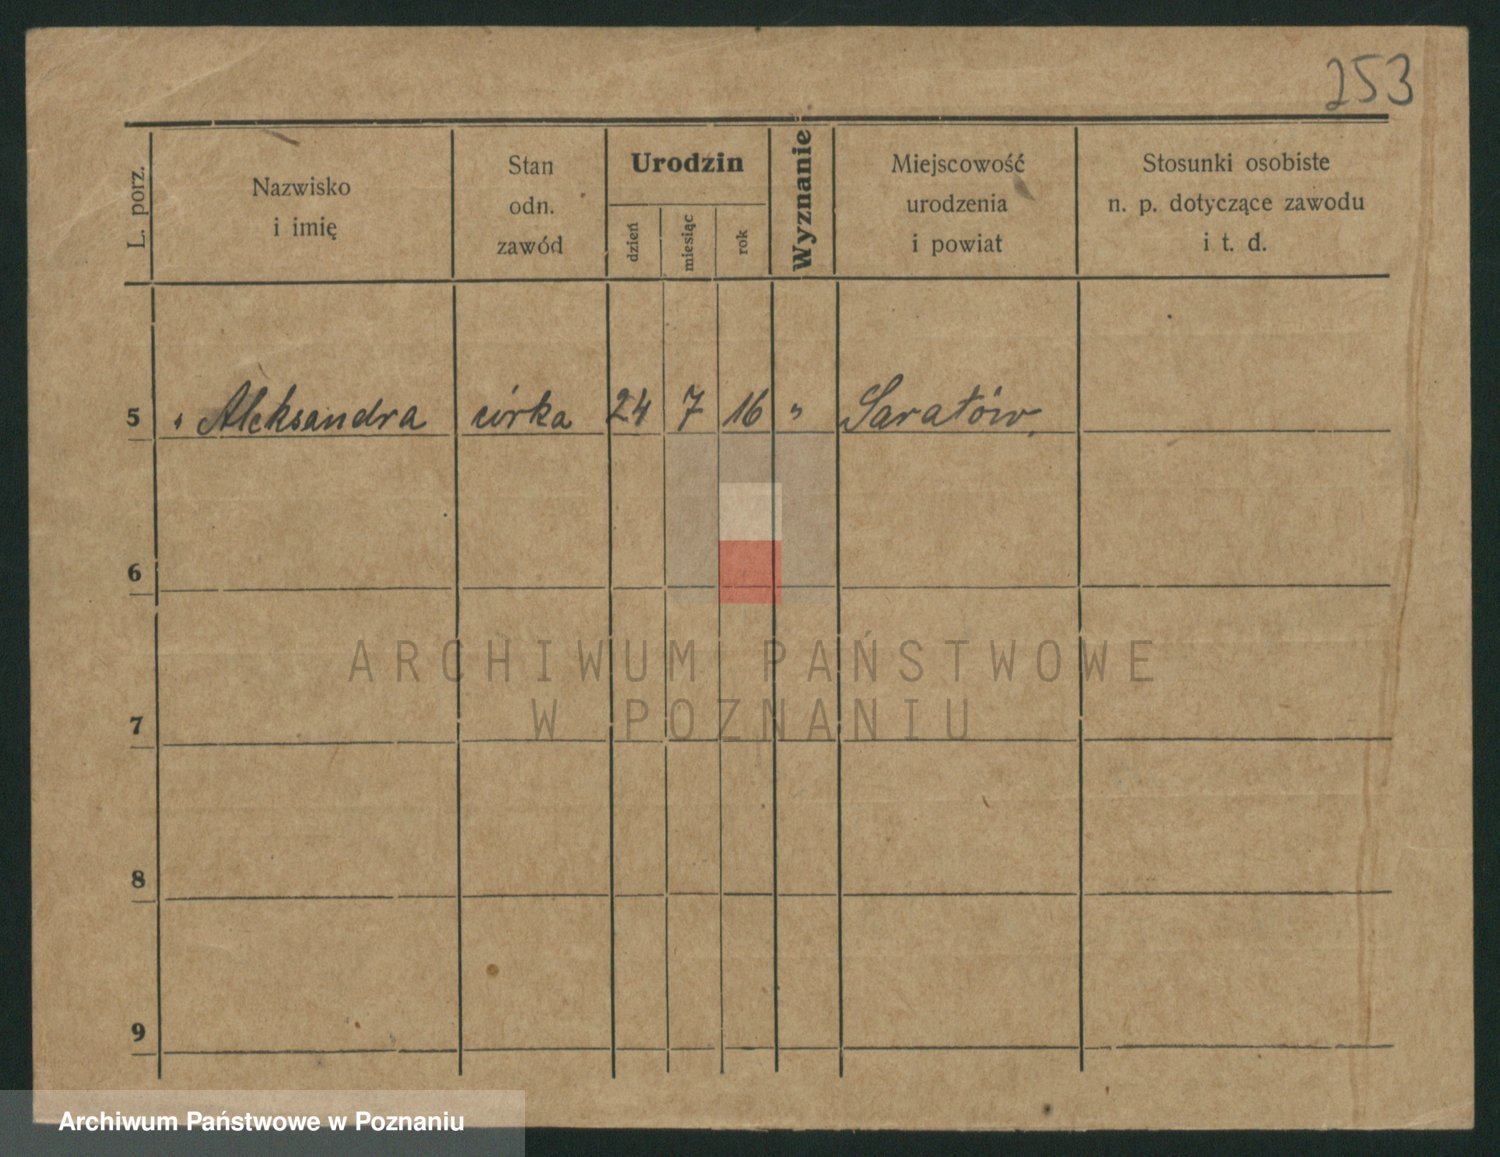 253
L. porz.
Nazwisko
i imię
Stan
odn.
zawód
Urodzin
dzień
miesiąc
rok
Wyznanie
Miejscowość
urodzenia
i powiat
Stosunki osobiste
n. p. dotyczące zawodu
i t. d.
5 " Aleksandra córka 24 7 16 " Saratów.
6
7
8
9
ARCHIWUM PAŃSTWOWE
W POZNANIU
Archiwum Państwowe w Poznaniu